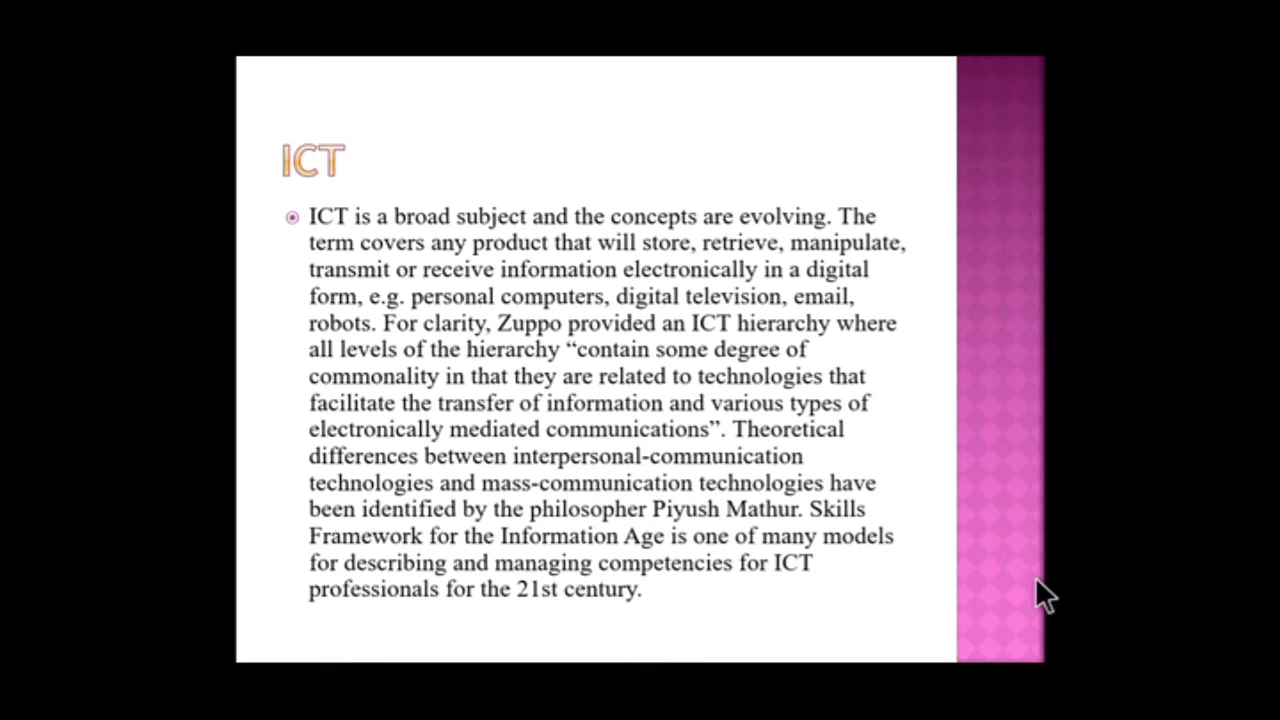 ICT
ICT is a broad subject and the concepts are evolving. The
term covers any product that will store, retrieve, manipulate,
transmit or receive information electronically in a digital
form, e.g. personal computers, digital television, email,
robots. For clarity, Zuppo provided an ICT hierarchy where
all levels of the hierarchy “contain some degree of
commonality in that they are related to technologies that
facilitate the transfer of information and various types of
electronically mediated communications”. Theoretical
differences between interpersonal-communication
technologies and mass-communication technologies have
been identified by the philosopher Piyush Mathur. Skills
Framework for the Information Age is one of many models
for describing and managing competencies for ICT
professionals for the 21st century.